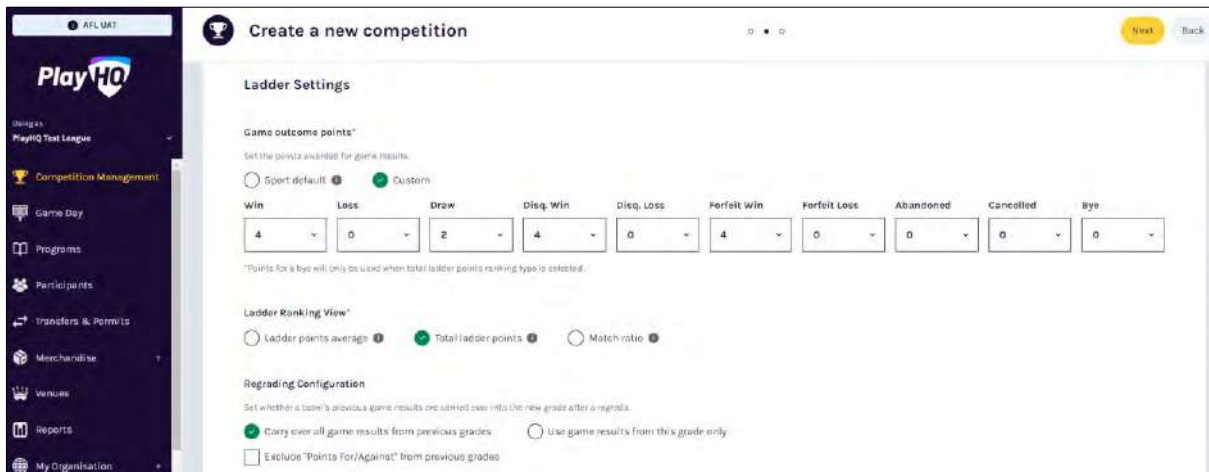 AFL UAT
Create a new competition
Next
Back
PlayHQ
Using as
PlayHQ Test League
Competition Management
Game Day
Programs
Participants
Transfers & Permits
Merchandise +
Venues
Reports
My Organisation +
Ladder Settings
Game outcome points*
Set the points awarded for game results.
Sport default Custom
Win Loss Draw Disq. Win Disq. Loss Forfeit Win Forfeit Loss Abandoned Cancelled Bye
4 0 2 4 0 4 0 0 0 0
*Points for a bye will only be used when total ladder points ranking type is selected.
Ladder Ranking View*
Ladder points average Total ladder points Match ratio
Regrading Configuration
Set whether a team's previous game results are carried over into the new grade after a regrade.
Carry over all game results from previous grades Use game results from this grade only
Exclude "Points For/Against" from previous grades